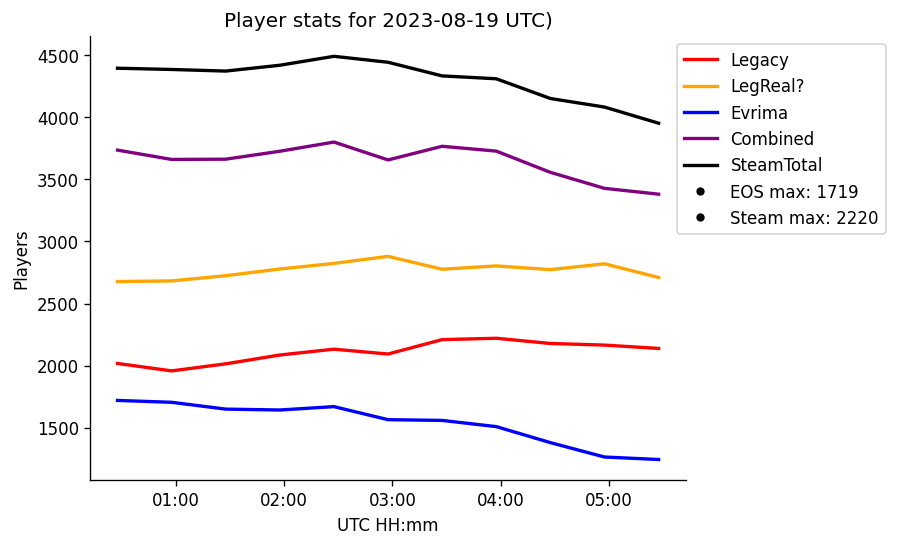 Player stats for 2023-08-19 UTC)
Legacy
LegReal?
Evrima
Combined
SteamTotal
EOS max: 1719
Steam max: 2220
Players
4500
4000
3500
3000
2500
2000
1500
01:00 02:00 03:00 04:00 05:00
UTC HH:mm